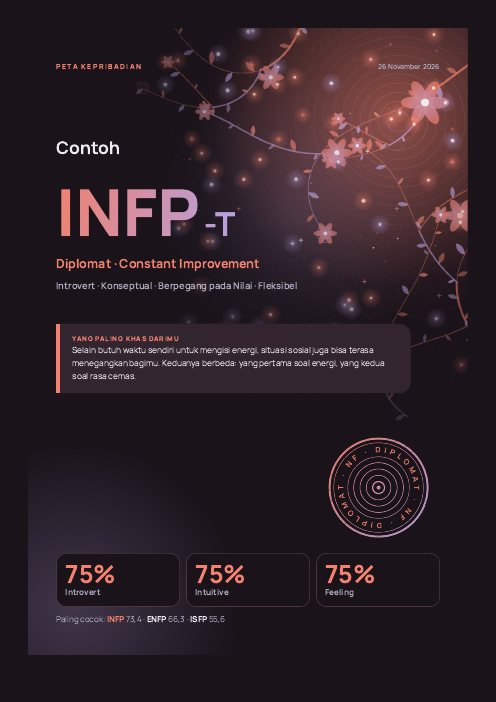 PETA KEPRIBADIAN
26 November 2026
Contoh
INFP -T
Diplomat · Constant Improvement
Introvert · Konseptual · Berpegang pada Nilai · Fleksibel
YANG PALING KHAS DARIMU
Selain butuh waktu sendiri untuk mengisi energi, situasi sosial juga bisa terasa
menegangkan bagimu. Keduanya berbeda: yang pertama soal energi, yang kedua
soal rasa cemas.
NF · DIPLOMAT · NF · DIPLOMAT ·
75% 75% 75%
Introvert Intuitive Feeling
Paling cocok: INFP 73,4 · ENFP 66,3 · ISFP 55,6